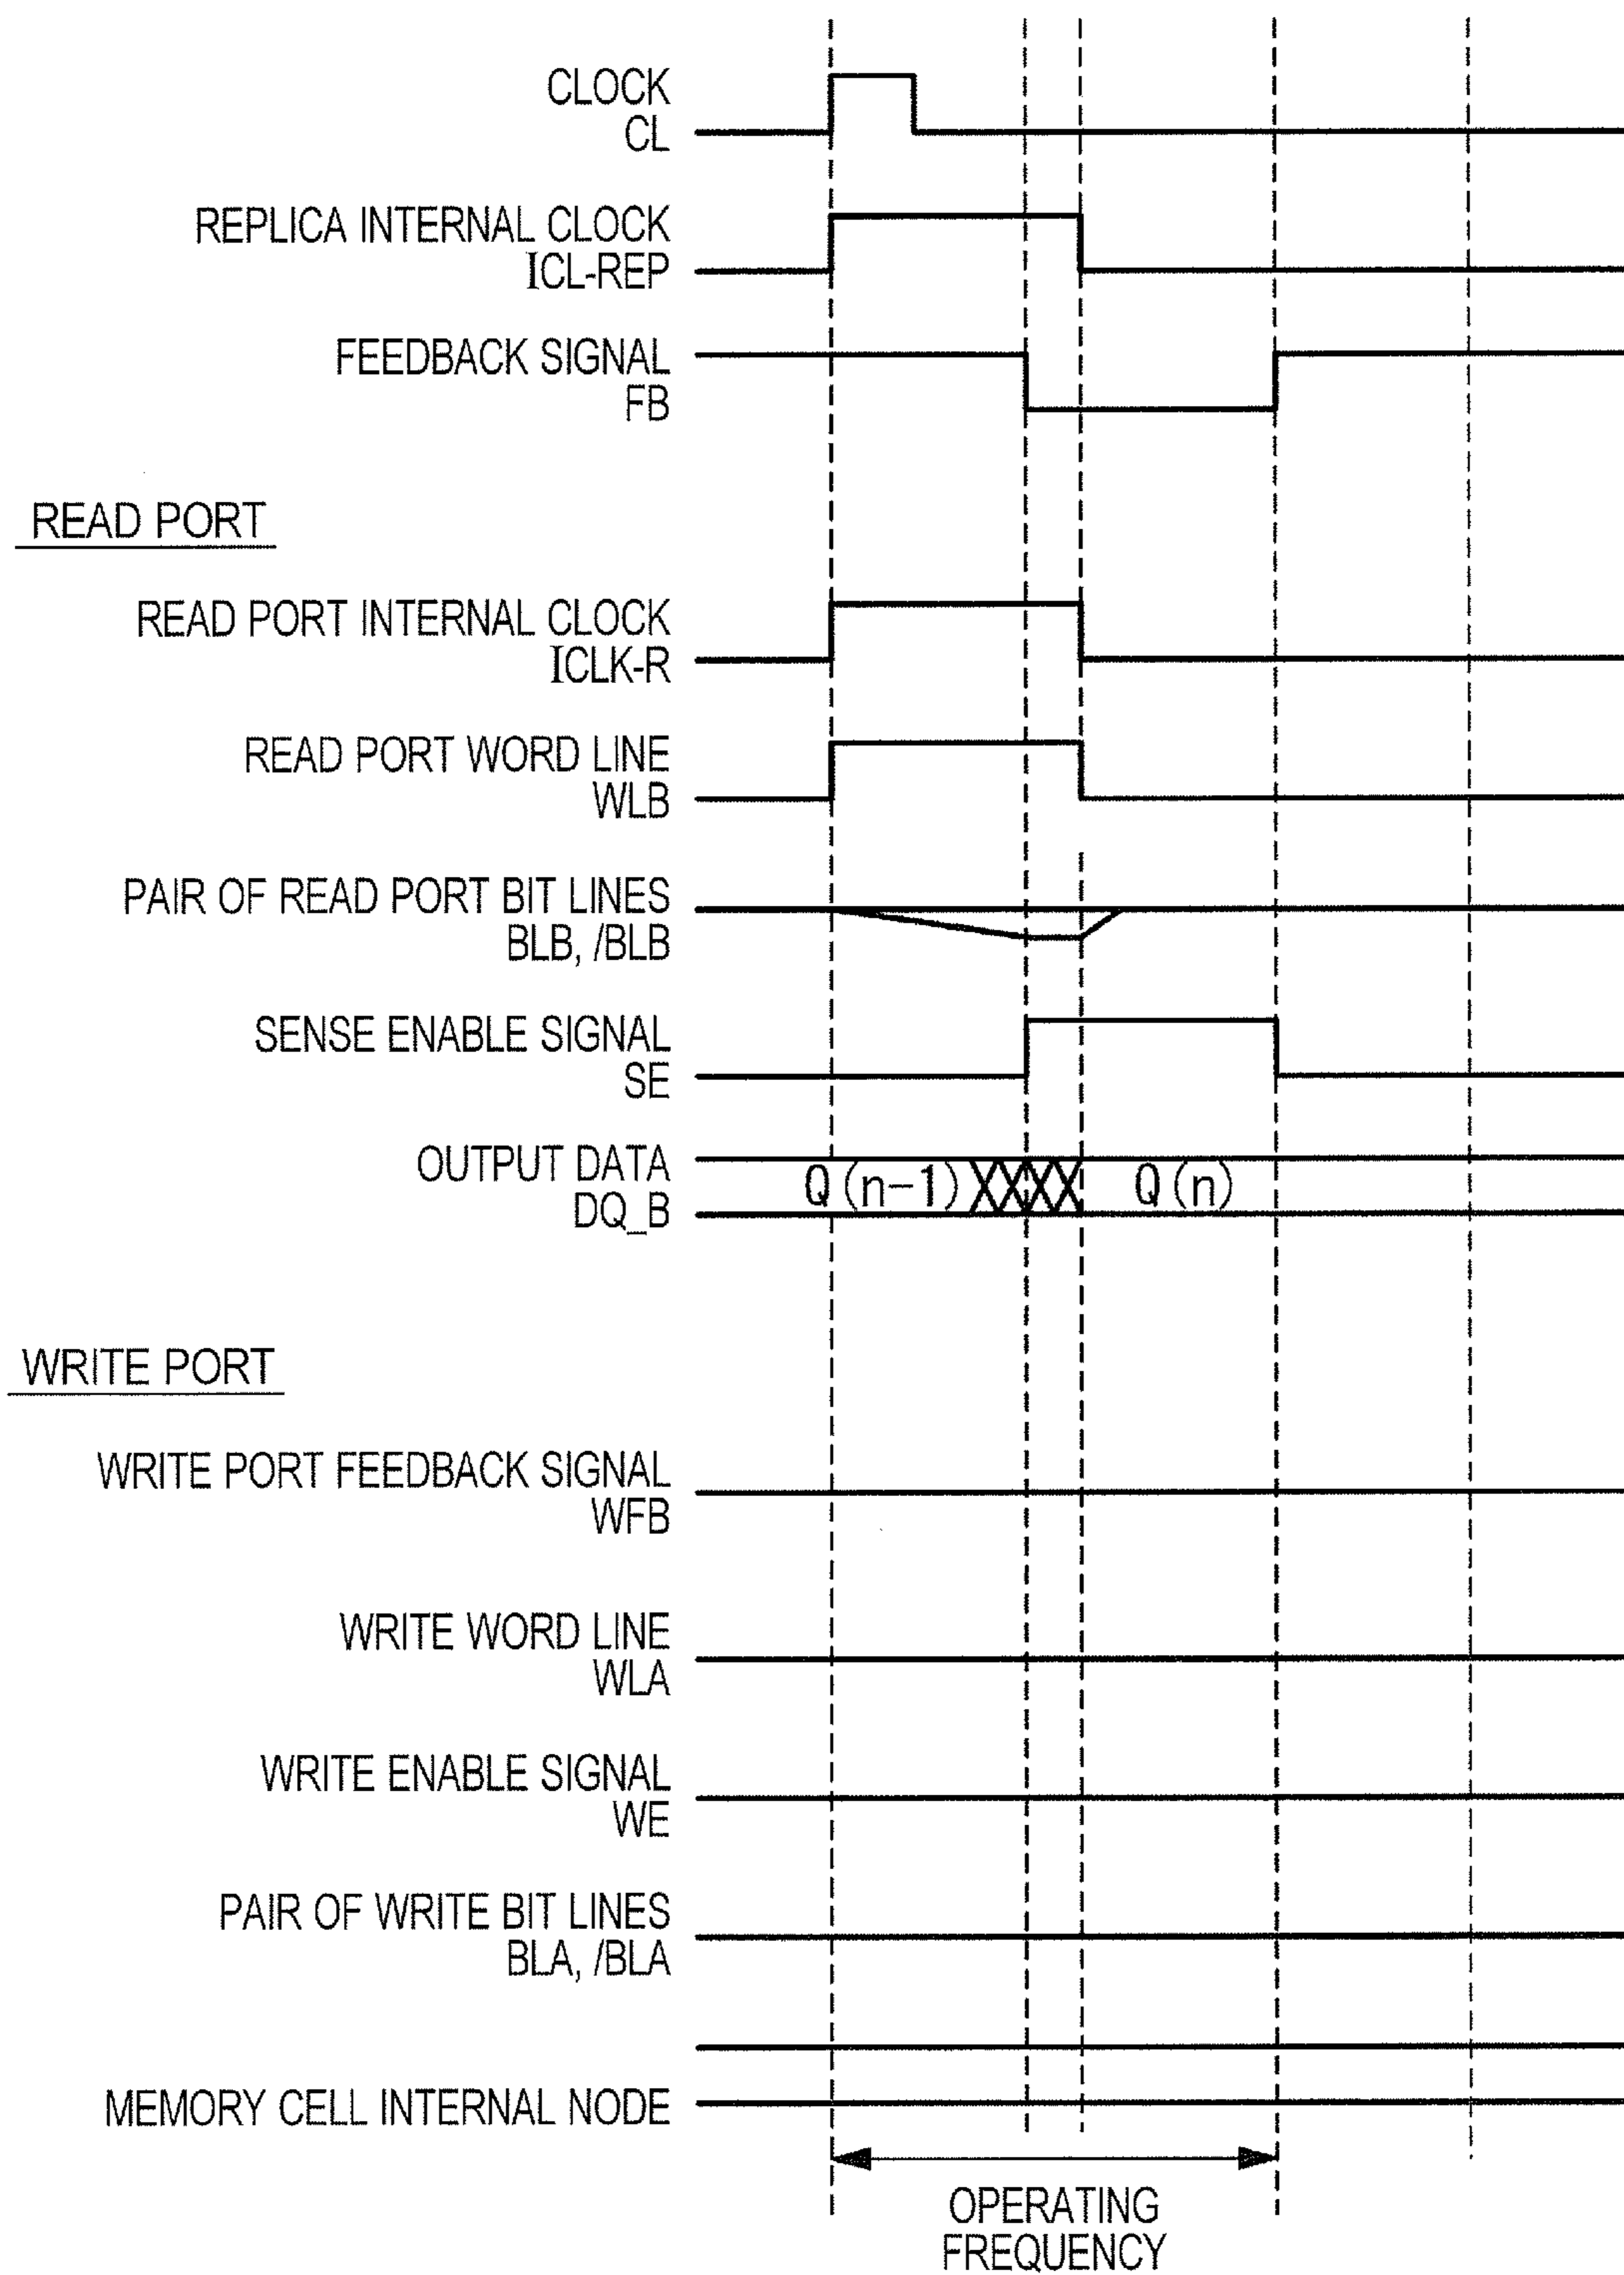 CLOCK
CL
REPLICA INTERNAL CLOCK
ICL-REP
FEEDBACK SIGNAL
FB
READ PORT
READ PORT INTERNAL CLOCK
ICLK-R
READ PORT WORD LINE
WLB
PAIR OF READ PORT BIT LINES
BLB, /BLB
SENSE ENABLE SIGNAL
SE
OUTPUT DATA
DQ_B
Q(n-1)
Q(n)
WRITE PORT
WRITE PORT FEEDBACK SIGNAL
WFB
WRITE WORD LINE
WLA
WRITE ENABLE SIGNAL
WE
PAIR OF WRITE BIT LINES
BLA, /BLA
MEMORY CELL INTERNAL NODE
OPERATING
FREQUENCY